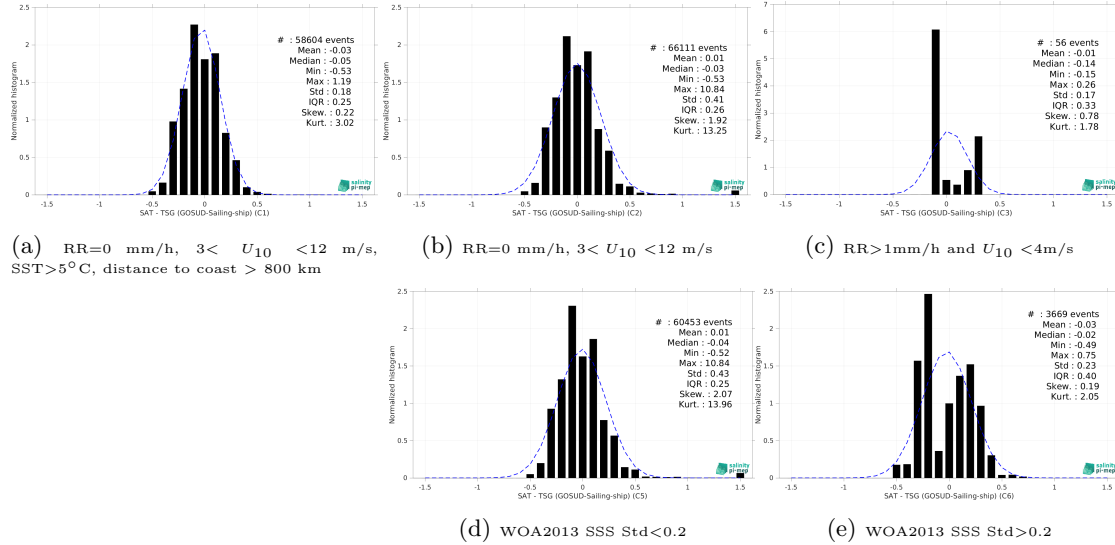 2.5
2
1.5
1
0.5
0
Normalized histogram
# : 58604 events
Mean : -0.03
Median : -0.05
Min : -0.53
Max : 1.19
Std : 0.18
IQR : 0.25
Skew. : 0.22
Kurt. : 3.02
salinity
pi-mep
-1.5 -1 -0.5 0 0.5 1 1.5
SAT - TSG (GOSUD-Sailing-ship) (C1)
(a) RR=0 mm/h, 3< U10 <12 m/s,
SST>5°C, distance to coast > 800 km
2.5
2
1.5
1
0.5
0
Normalized histogram
# : 66111 events
Mean : 0.01
Median : -0.03
Min : -0.53
Max : 10.84
Std : 0.41
IQR : 0.26
Skew. : 1.92
Kurt. : 13.25
salinity
pi-mep
-1.5 -1 -0.5 0 0.5 1 1.5
SAT - TSG (GOSUD-Sailing-ship) (C2)
(b) RR=0 mm/h, 3< U10 <12 m/s
7
6
5
4
3
2
1
0
Normalized histogram
# : 56 events
Mean : -0.01
Median : -0.14
Min : -0.15
Max : 0.26
Std : 0.17
IQR : 0.33
Skew. : 0.78
Kurt. : 1.78
salinity
pi-mep
-1.5 -1 -0.5 0 0.5 1 1.5
SAT - TSG (GOSUD-Sailing-ship) (C3)
(c) RR>1mm/h and U10 <4m/s
2.5
2
1.5
1
0.5
0
Normalized histogram
# : 60453 events
Mean : 0.01
Median : -0.04
Min : -0.52
Max : 10.84
Std : 0.43
IQR : 0.25
Skew. : 2.07
Kurt. : 13.96
salinity
pi-mep
-1.5 -1 -0.5 0 0.5 1 1.5
SAT - TSG (GOSUD-Sailing-ship) (C5)
(d) WOA2013 SSS Std<0.2
2.5
2
1.5
1
0.5
0
Normalized histogram
# : 3669 events
Mean : -0.03
Median : -0.02
Min : -0.49
Max : 0.75
Std : 0.23
IQR : 0.40
Skew. : 0.19
Kurt. : 2.05
salinity
pi-mep
-1.5 -1 -0.5 0 0.5 1 1.5
SAT - TSG (GOSUD-Sailing-ship) (C6)
(e) WOA2013 SSS Std>0.2